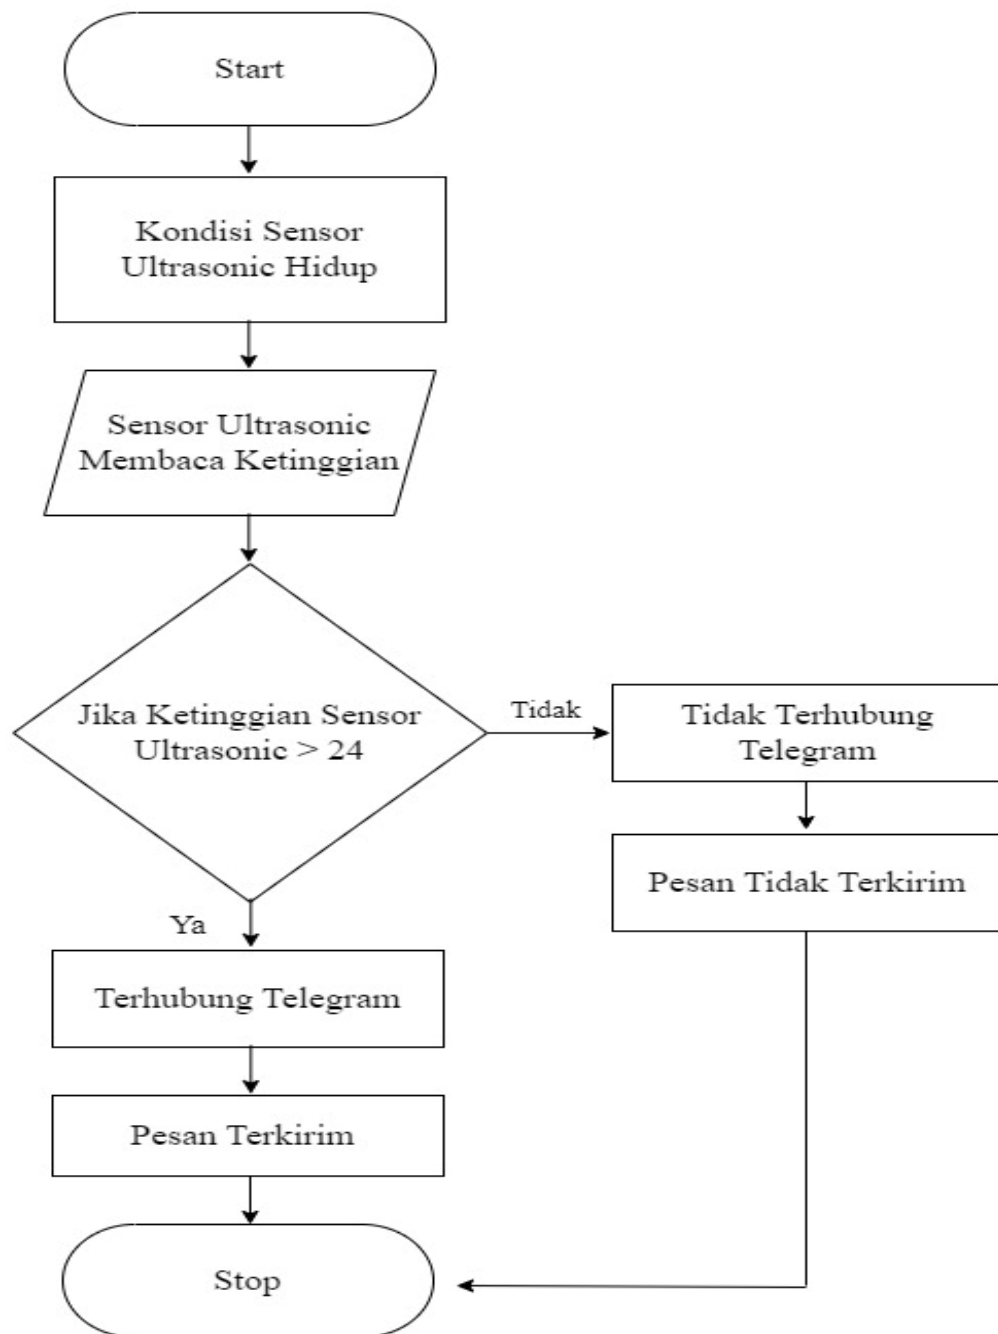 Start
Kondisi Sensor
Ultrasonic Hidup
Sensor Ultrasonic
Membaca Ketinggian
Jika Ketinggian Sensor
Ultrasonic > 24
Tidak
Tidak Terhubung
Telegram
Pesan Tidak Terkirim
Ya
Terhubung Telegram
Pesan Terkirim
Stop